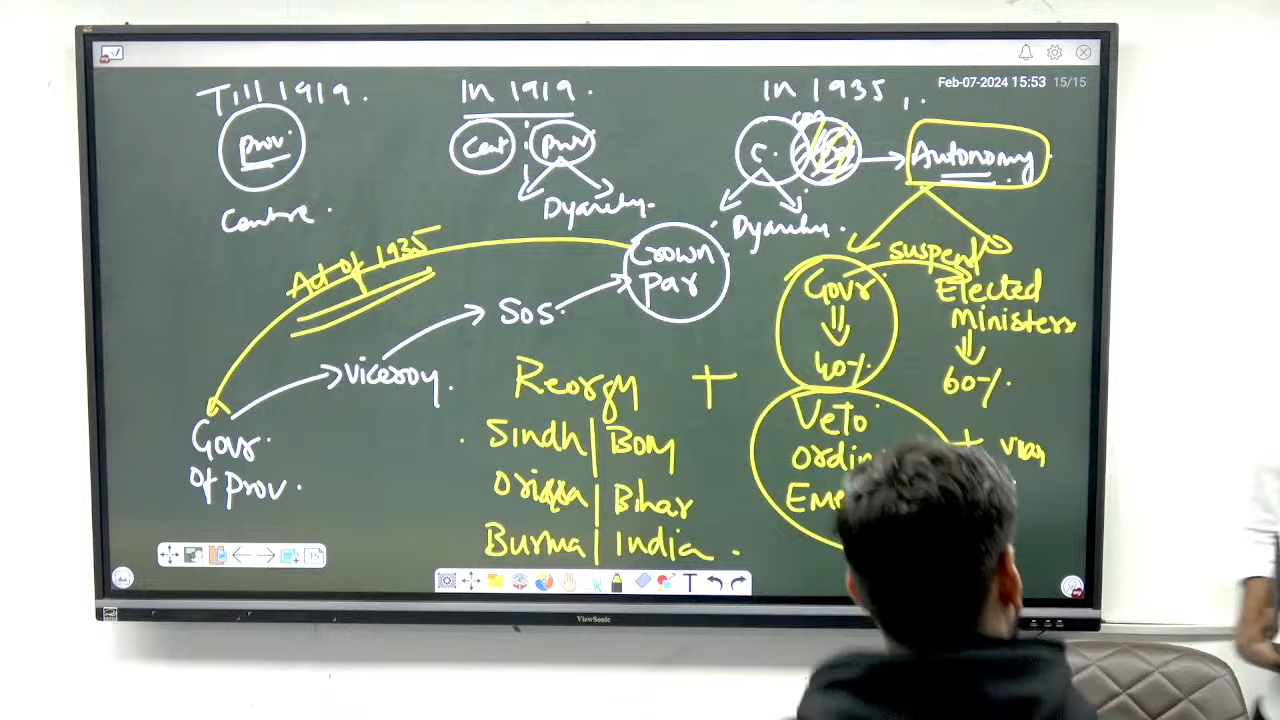 Feb-07-2024 15:53 15/15
Till 1919.
Prov.
Centre.
In 1919.
Cent
Prov
Dyarchy.
In 1935
C.
Autonomy
Dyarchy.
Crown
Par
Act of 1935
SOS.
Viceroy.
Govr.
of Prov.
suspend
Govr
40%.
Elected
Ministers
60%.
Veto
+
Reorgn +
Sindh | Bom
Orissa | Bihar
Burma | India.
15
T
ViewSonic